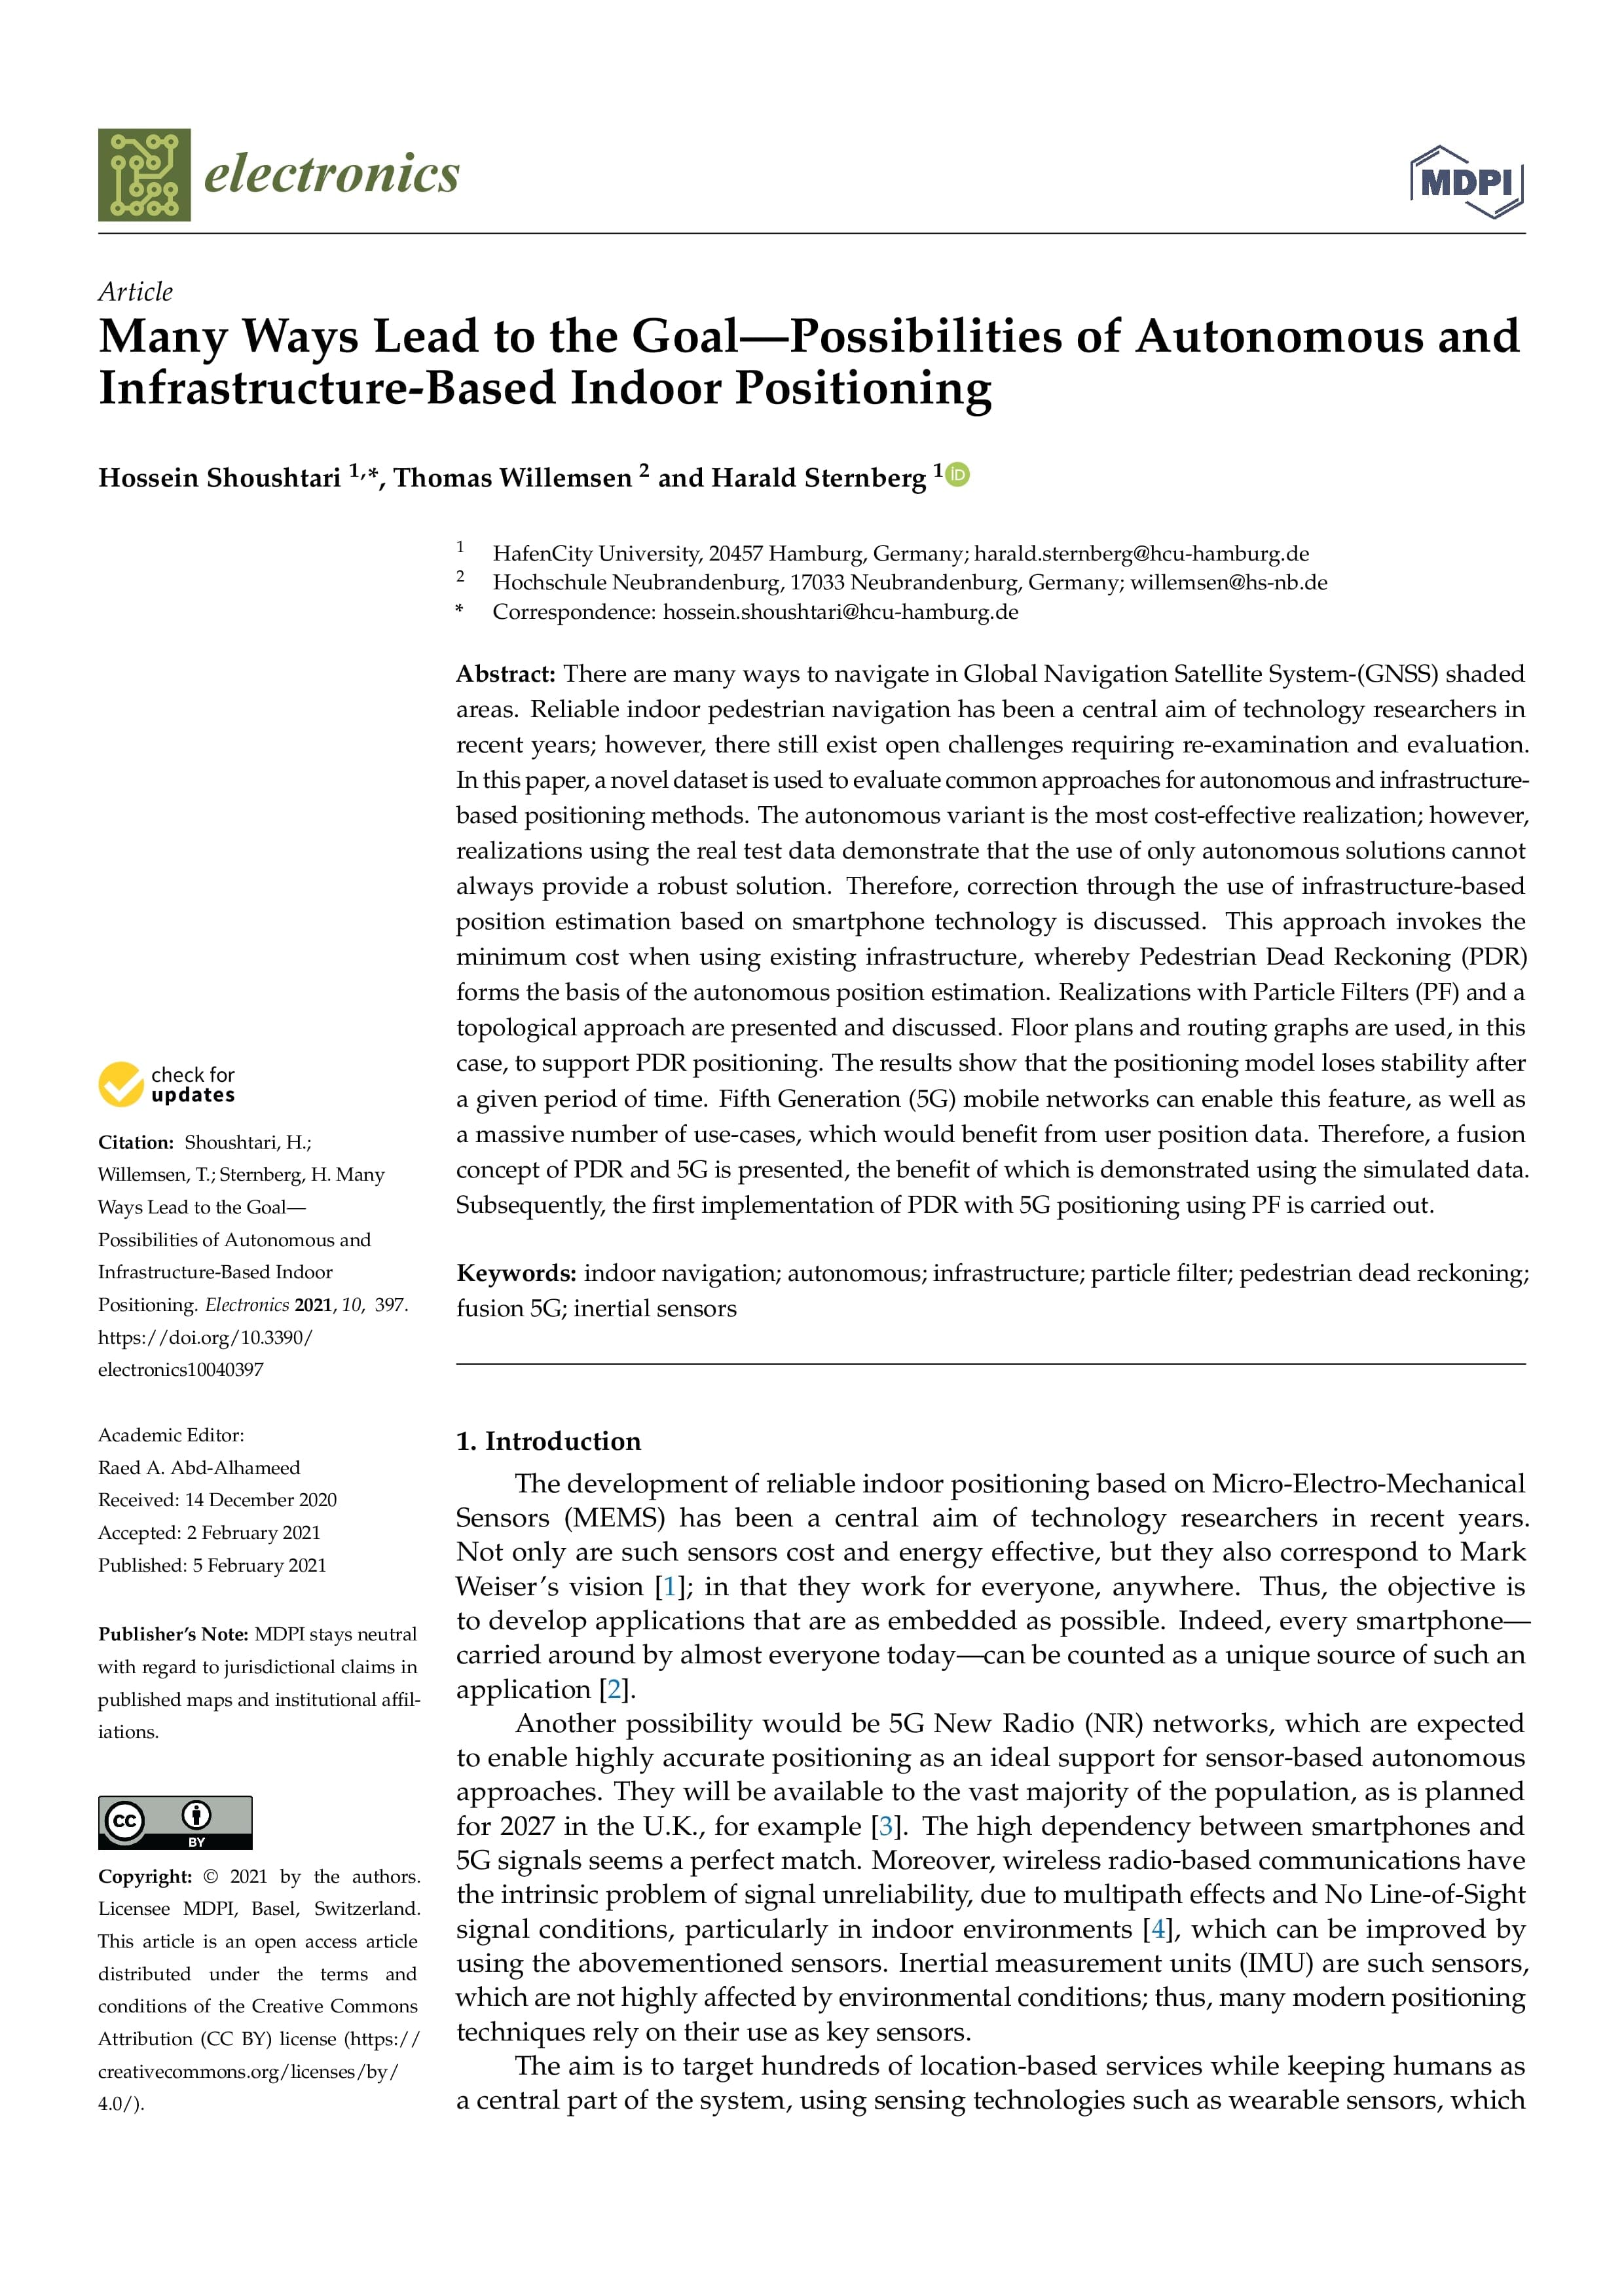 electronics
MDPI
Article
Many Ways Lead to the Goal—Possibilities of Autonomous and
Infrastructure-Based Indoor Positioning
Hossein Shoushtari 1,*, Thomas Willemsen 2 and Harald Sternberg 1 iD
1 HafenCity University, 20457 Hamburg, Germany; harald.sternberg@hcu-hamburg.de
2 Hochschule Neubrandenburg, 17033 Neubrandenburg, Germany; willemsen@hs-nb.de
* Correspondence: hossein.shoushtari@hcu-hamburg.de
Abstract: There are many ways to navigate in Global Navigation Satellite System-(GNSS) shaded
areas. Reliable indoor pedestrian navigation has been a central aim of technology researchers in
recent years; however, there still exist open challenges requiring re-examination and evaluation.
In this paper, a novel dataset is used to evaluate common approaches for autonomous and infrastructure-
based positioning methods. The autonomous variant is the most cost-effective realization; however,
realizations using the real test data demonstrate that the use of only autonomous solutions cannot
always provide a robust solution. Therefore, correction through the use of infrastructure-based
position estimation based on smartphone technology is discussed. This approach invokes the
minimum cost when using existing infrastructure, whereby Pedestrian Dead Reckoning (PDR)
forms the basis of the autonomous position estimation. Realizations with Particle Filters (PF) and a
topological approach are presented and discussed. Floor plans and routing graphs are used, in this
case, to support PDR positioning. The results show that the positioning model loses stability after
a given period of time. Fifth Generation (5G) mobile networks can enable this feature, as well as
a massive number of use-cases, which would benefit from user position data. Therefore, a fusion
concept of PDR and 5G is presented, the benefit of which is demonstrated using the simulated data.
Subsequently, the first implementation of PDR with 5G positioning using PF is carried out.
Keywords: indoor navigation; autonomous; infrastructure; particle filter; pedestrian dead reckoning;
fusion 5G; inertial sensors
check for
updates
Citation: Shoushtari, H.;
Willemsen, T.; Sternberg, H. Many
Ways Lead to the Goal—
Possibilities of Autonomous and
Infrastructure-Based Indoor
Positioning. Electronics 2021, 10, 397.
https://doi.org/10.3390/
electronics10040397
Academic Editor:
Raed A. Abd-Alhameed
Received: 14 December 2020
Accepted: 2 February 2021
Published: 5 February 2021
Publisher's Note: MDPI stays neutral
with regard to jurisdictional claims in
published maps and institutional affil-
iations.
CC BY
Copyright: © 2021 by the authors.
Licensee MDPI, Basel, Switzerland.
This article is an open access article
distributed under the terms and
conditions of the Creative Commons
Attribution (CC BY) license (https://
creativecommons.org/licenses/by/
4.0/).
1. Introduction
The development of reliable indoor positioning based on Micro-Electro-Mechanical
Sensors (MEMS) has been a central aim of technology researchers in recent years.
Not only are such sensors cost and energy effective, but they also correspond to Mark
Weiser's vision [1]; in that they work for everyone, anywhere. Thus, the objective is
to develop applications that are as embedded as possible. Indeed, every smartphone—
carried around by almost everyone today—can be counted as a unique source of such an
application [2].
Another possibility would be 5G New Radio (NR) networks, which are expected
to enable highly accurate positioning as an ideal support for sensor-based autonomous
approaches. They will be available to the vast majority of the population, as is planned
for 2027 in the U.K., for example [3]. The high dependency between smartphones and
5G signals seems a perfect match. Moreover, wireless radio-based communications have
the intrinsic problem of signal unreliability, due to multipath effects and No Line-of-Sight
signal conditions, particularly in indoor environments [4], which can be improved by
using the abovementioned sensors. Inertial measurement units (IMU) are such sensors,
which are not highly affected by environmental conditions; thus, many modern positioning
techniques rely on their use as key sensors.
The aim is to target hundreds of location-based services while keeping humans as
a central part of the system, using sensing technologies such as wearable sensors, which